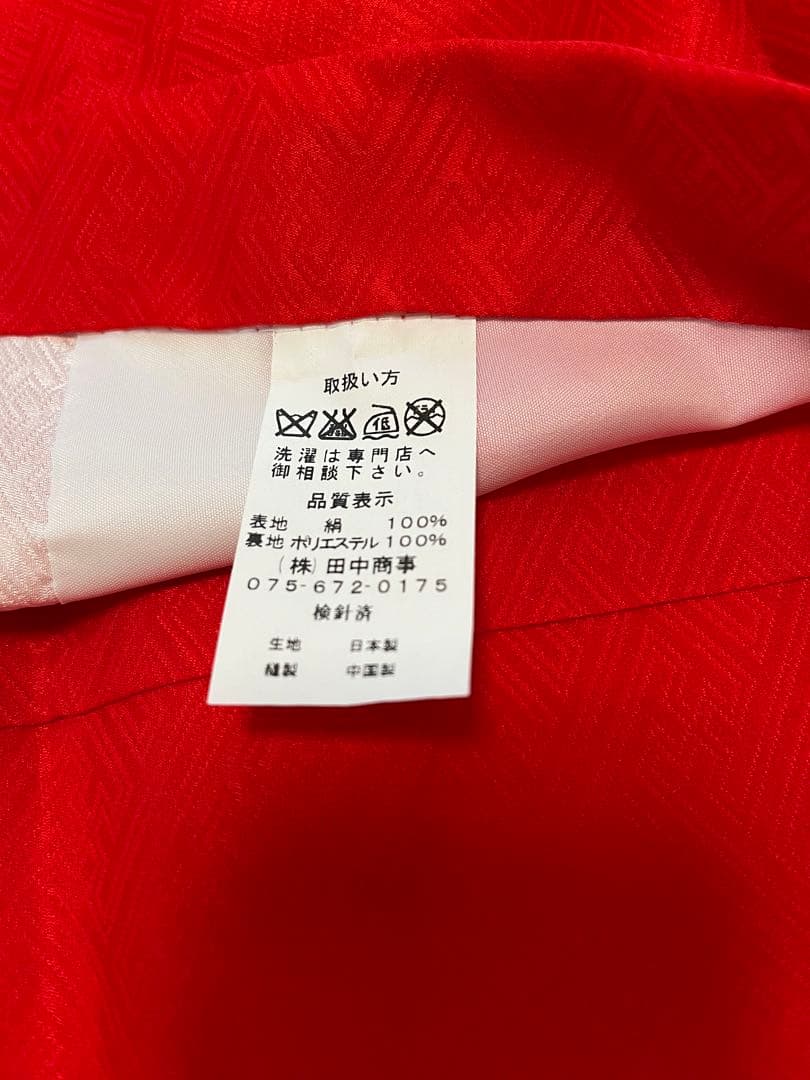 取扱い方
低
洗濯は専門店へ
御相談下さい。
品質表示
表地 絹 100%
裏地 ポリエステル 100%
(株)田中商事
075-672-0175
検針済
生地 日本製
縫製 中国製